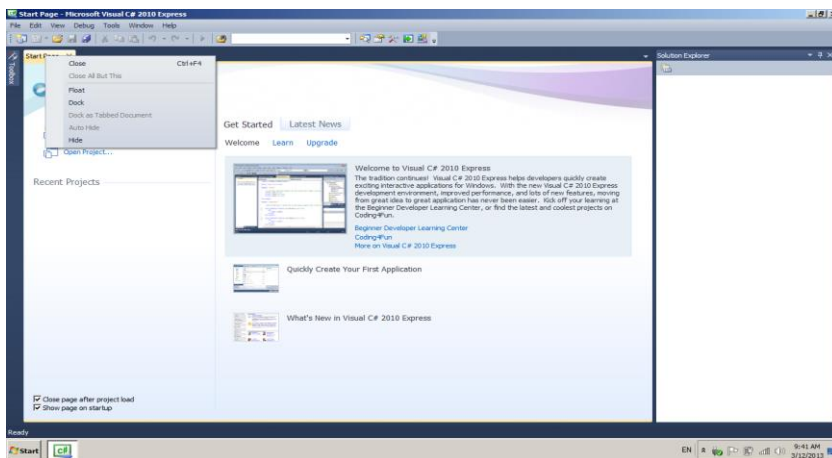 Start Page - Microsoft Visual C# 2010 Express
File Edit View Debug Tools Window Help
Toolbox
Solution Explorer
Close Ctrl+F4
Close All But This
Float
Dock
Dock as Tabbed Document
Auto Hide
Hide
Open Project...
Recent Projects
Get Started Latest News
Welcome Learn Upgrade
Welcome to Visual C# 2010 Express
The tradition continues! Visual C# 2010 Express helps developers quickly create
exciting interactive applications for Windows. With the new Visual C# 2010 Express
development environment, improved performance, and lots of new features, moving
from great idea to great application has never been easier. Kick off your learning at
the Beginner Developer Learning Center, or find the latest and coolest projects on
Coding4Fun.
Beginner Developer Learning Center
Coding4Fun
More on Visual C# 2010 Express
Quickly Create Your First Application
What's New in Visual C# 2010 Express
Close page after project load
Show page on startup
Ready
Start C# EN 9:41 AM
3/12/2013